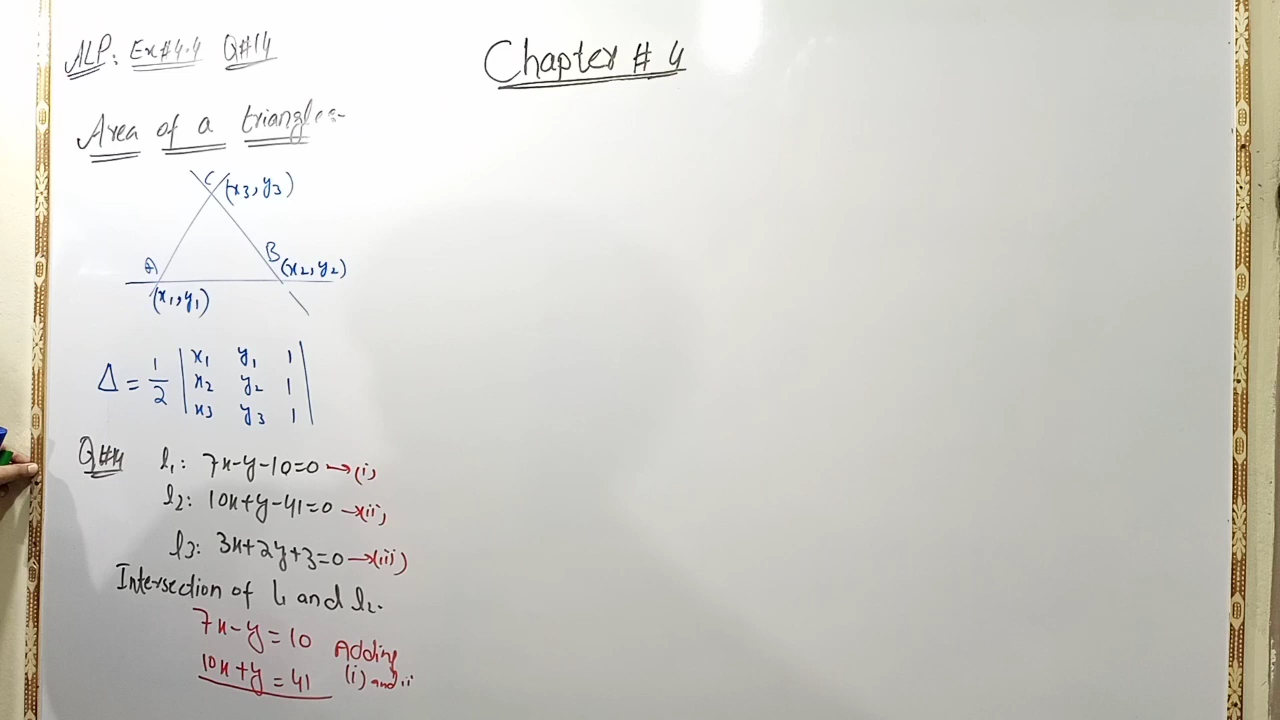 ALP: Ex#4.4 Q#14
Chapter # 4
Area of a triangles:-
C (x3, y3)
A
B (x2, y2)
(x1, y1)
Δ = 1/2 | x1 y1 1 |
| x2 y2 1 |
| x3 y3 1 |
Q#14 l1: 7x-y-10=0 →(i)
l2: 10x+y-41=0 →(ii)
l3: 3x+2y+3=0 →(iii)
Intersection of l1 and l2.
7x-y=10 Adding
10x+y=41 (i) and ii